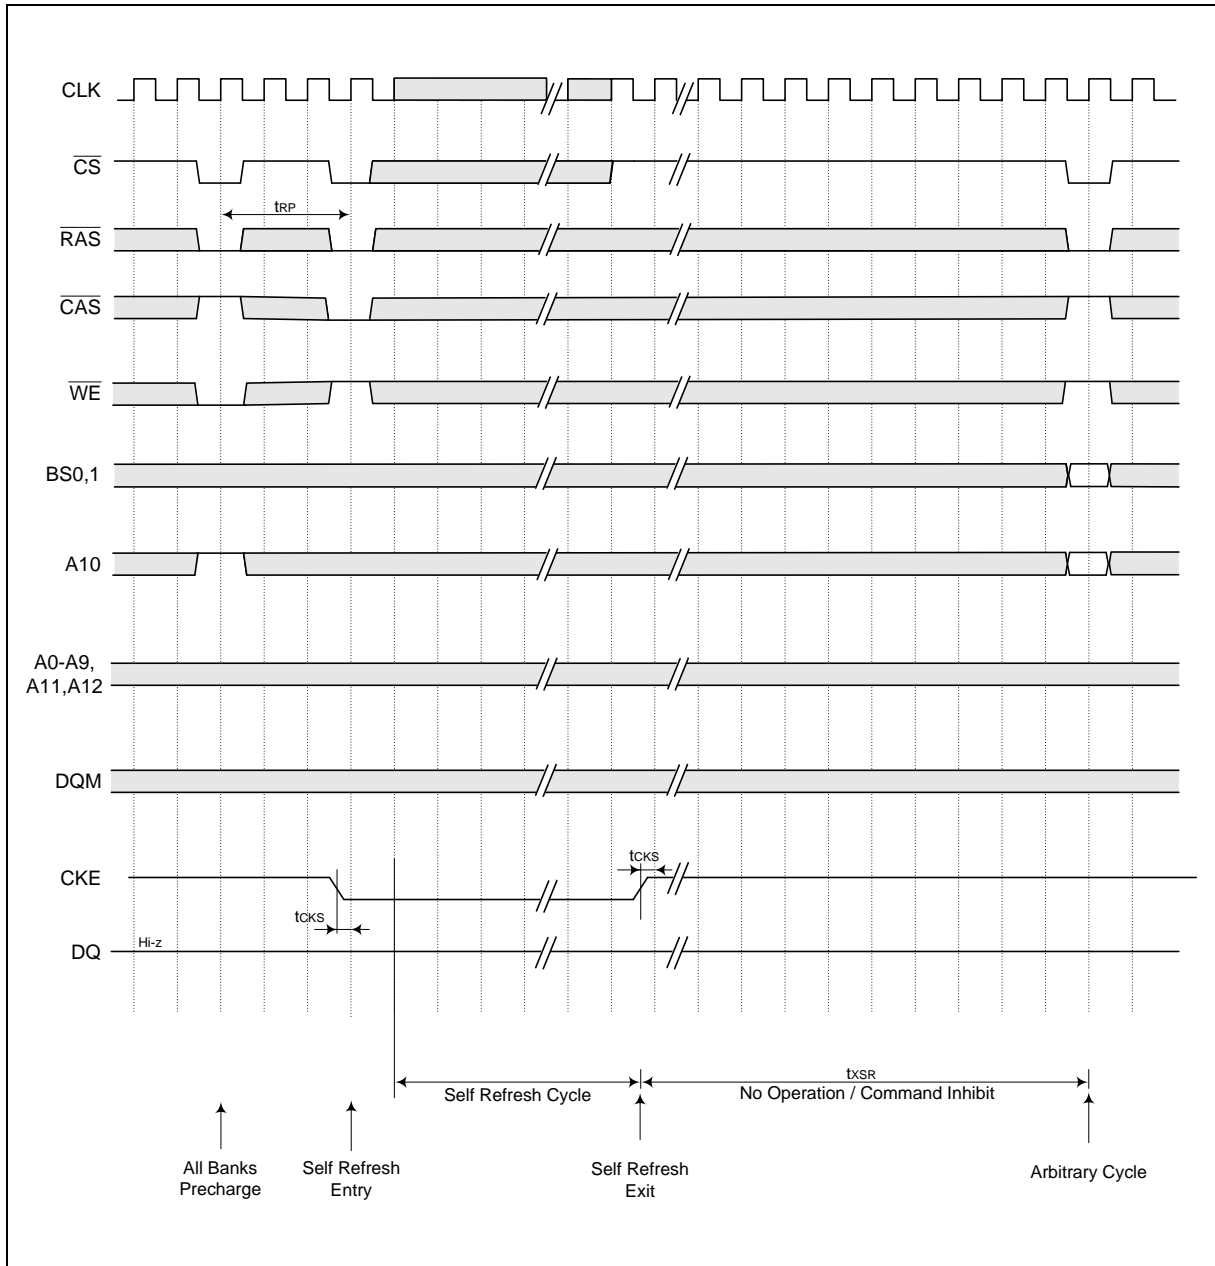 CLK
CS
tRP
RAS
CAS
WE
BS0,1
A10
A0-A9,
A11,A12
DQM
tCKS
CKE
tCKS
Hi-z
DQ
tXSR
Self Refresh Cycle
No Operation / Command Inhibit
All Banks
Precharge
Self Refresh
Entry
Self Refresh
Exit
Arbitrary Cycle